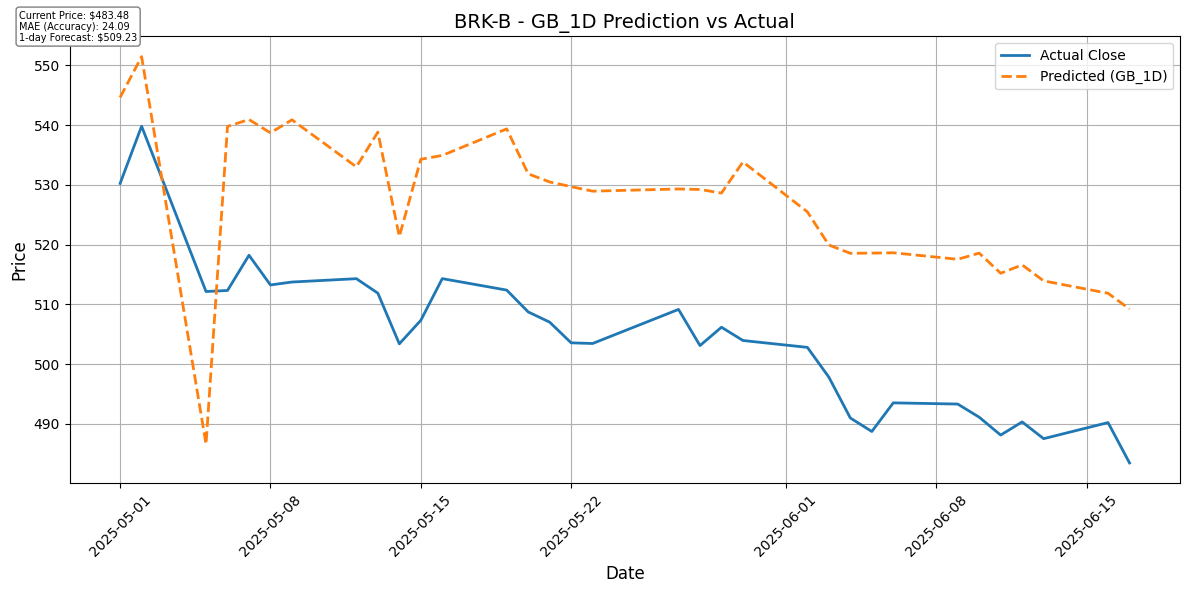 Current Price: $483.48
MAE (Accuracy): 24.09
1-day Forecast: $509.23
BRK-B - GB_1D Prediction vs Actual
Actual Close
Predicted (GB_1D)
Price
550
540
530
520
510
500
490
2025-05-01
2025-05-08
2025-05-15
2025-05-22
2025-06-01
2025-06-08
2025-06-15
Date